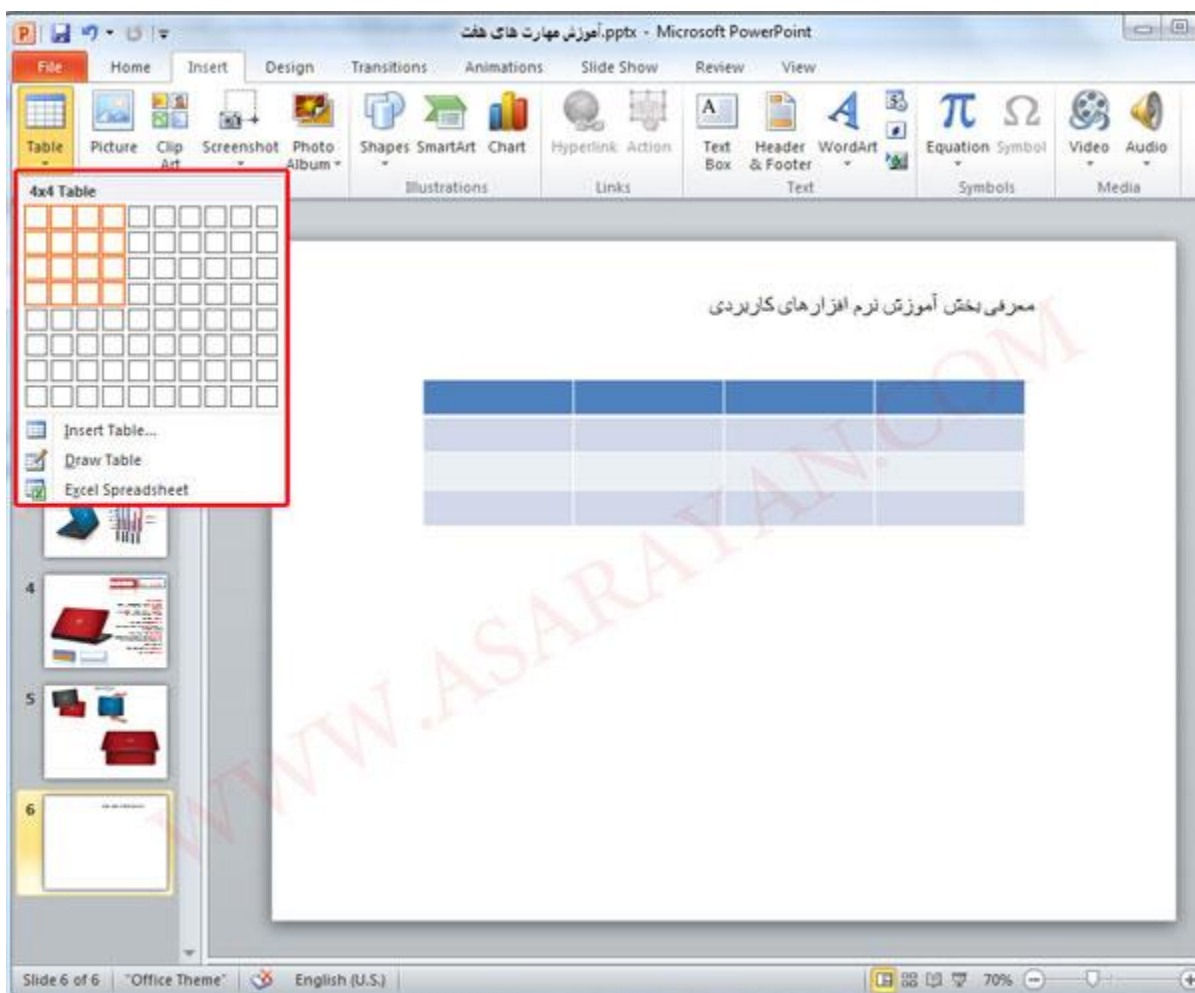 آموزش مهارت های هفت.pptx - Microsoft PowerPoint
File Home Insert Design Transitions Animations Slide Show Review View
Table Picture Clip Art Screenshot Photo Album Shapes SmartArt Chart Hyperlink Action Text Box Header & Footer WordArt Equation Symbol Video Audio
Illustrations Links Text Symbols Media
4x4 Table
Insert Table...
Draw Table
Excel Spreadsheet
معرفی بخش آموزش نرم افزار های کاربردی
4
5
6
WWW.ASARAYAN.COM
Slide 6 of 6 "Office Theme" English (U.S.) 70%